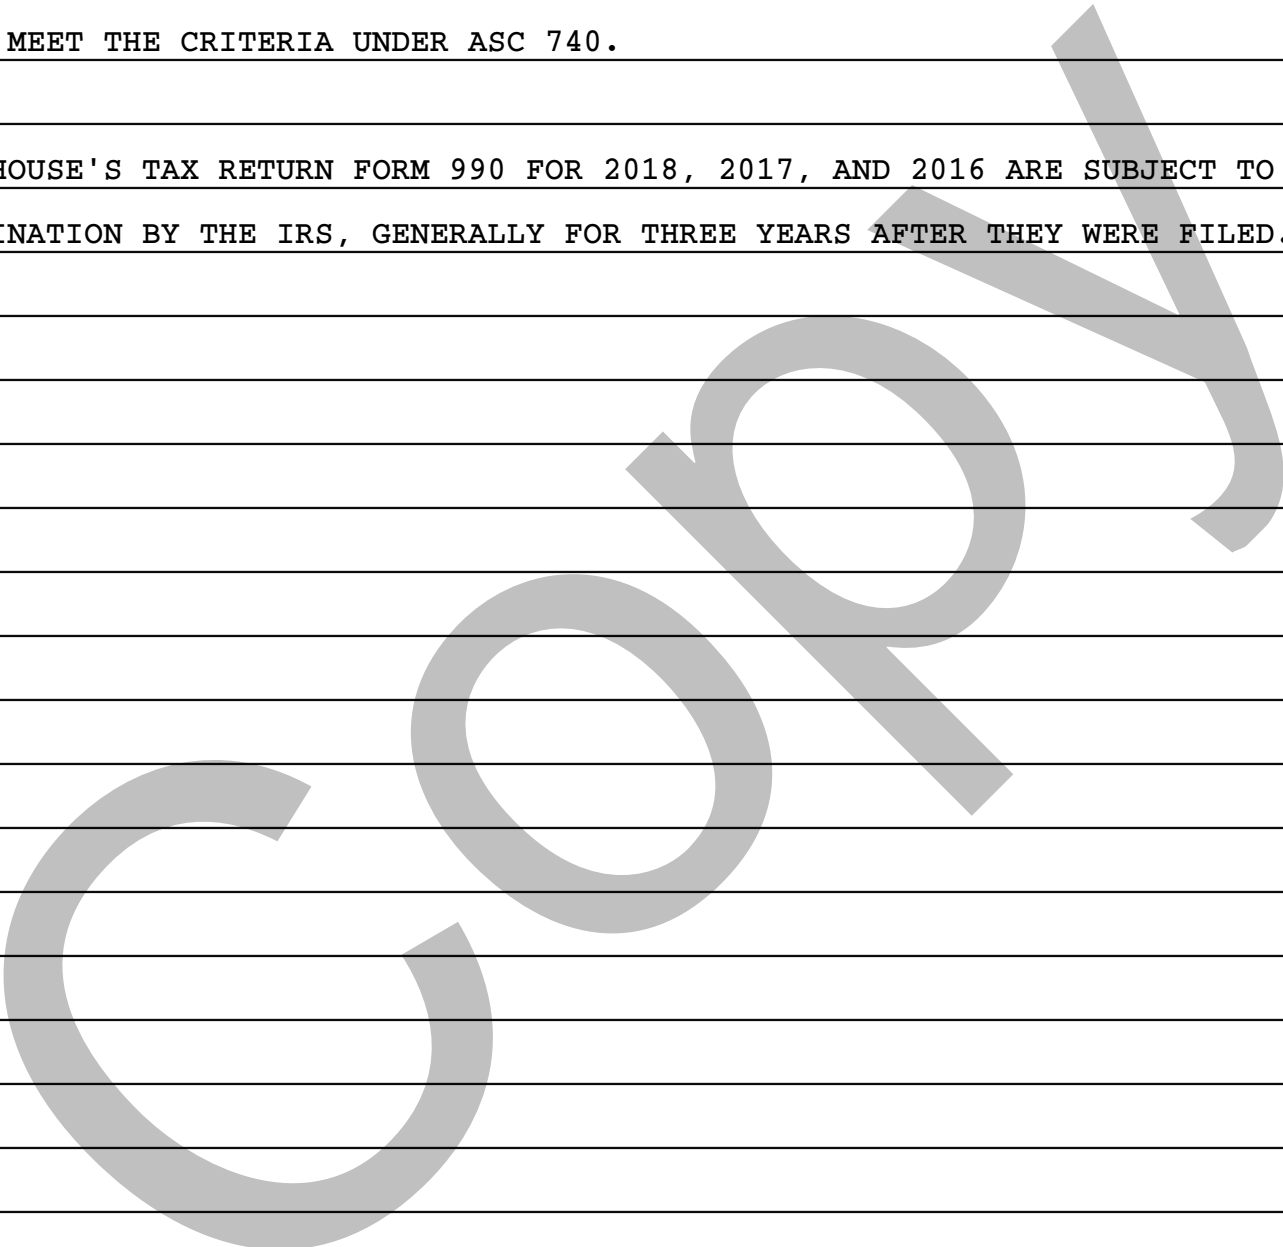 MEET THE CRITERIA UNDER ASC 740.
HOUSE'S TAX RETURN FORM 990 FOR 2018, 2017, AND 2016 ARE SUBJECT TO
INATION BY THE IRS, GENERALLY FOR THREE YEARS AFTER THEY WERE FILED.
Copy